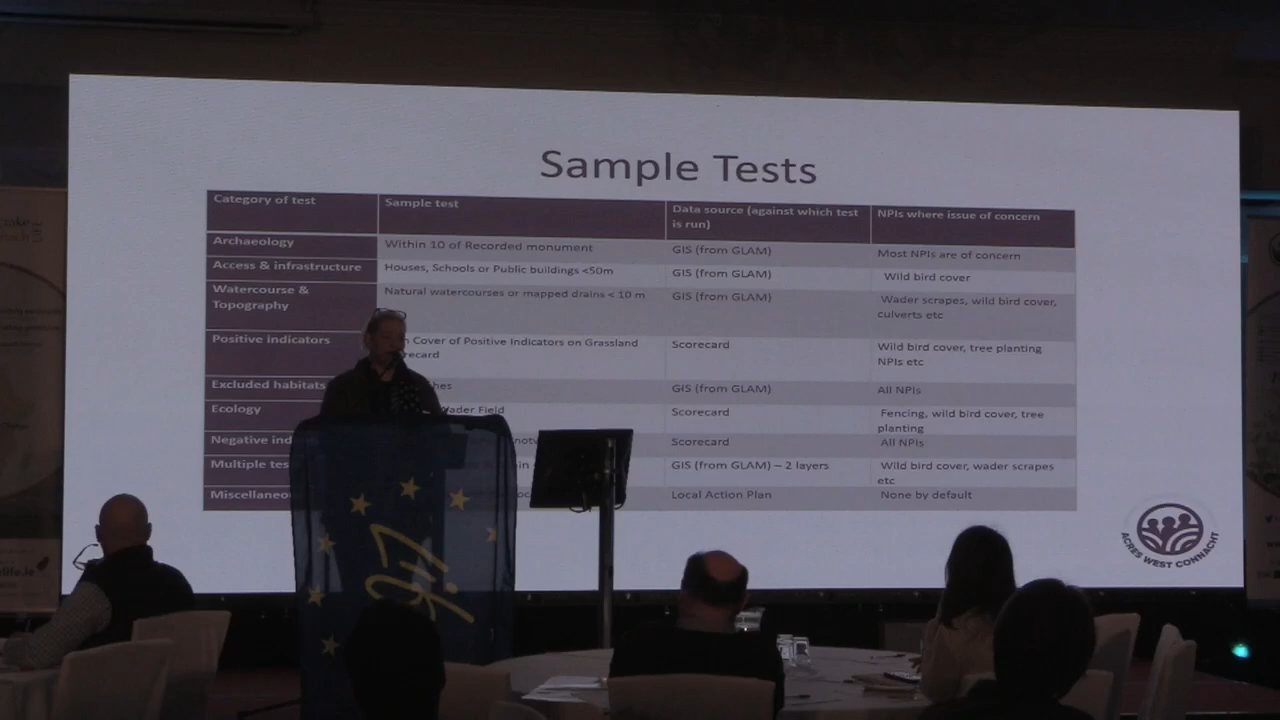 Sample Tests
Category of test
Sample test
Data source (against which test
is run)
NPIs where issue of concern
Archaeology
Within 10 of Recorded monument
GIS (from GLAM)
Most NPIs are of concern
Access & infrastructure
Houses, Schools or Public buildings <50m
GIS (from GLAM)
Wild bird cover
Watercourse &
Topography
Natural watercourses or mapped drains < 10 m
GIS (from GLAM)
Wader scrapes, wild bird cover,
culverts etc
Positive indicators
Cover of Positive Indicators on Grassland
Scorecard
Wild bird cover, tree planting
NPIs etc
Excluded habitats
GIS (from GLAM)
All NPIs
Ecology
Wader Field
Scorecard
Fencing, wild bird cover, tree
planting
Negative
Scorecard
All NPIs
Multiple
GIS (from GLAM) – 2 layers
Wild bird cover, wader scrapes
etc
Local Action Plan
None by default
ACRES WEST CONNACHT
Life